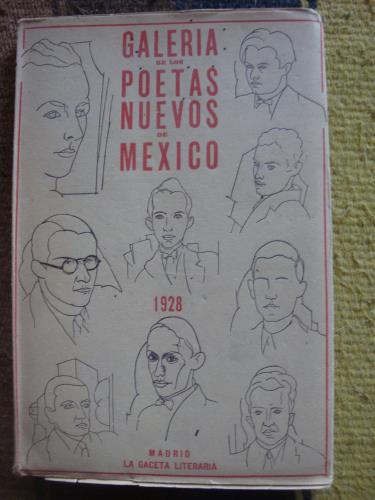 GALERIA
DE LOS
POETAS
NUEVOS
DE
MEXICO
1928
MADRID
LA GACETA LITERARIA